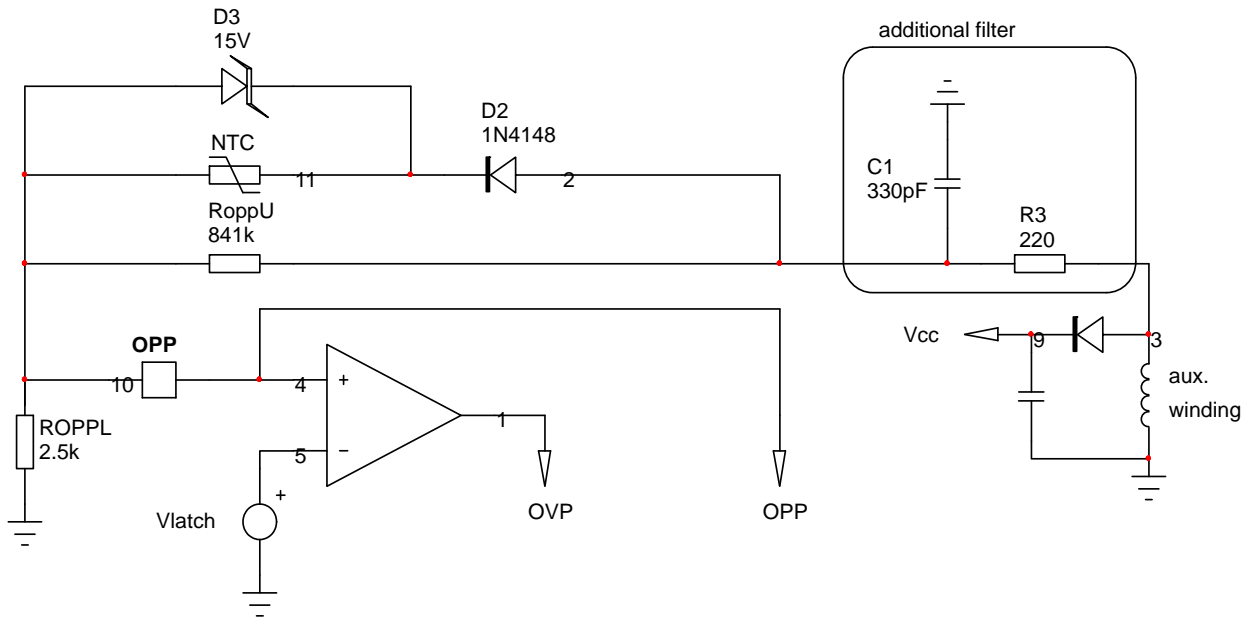 D3
15V
additional filter
D2
1N4148
NTC
11
2
C1
330pF
RoppU
841k
R3
220
OPP
Vcc
9
3
10
4
+
aux.
winding
ROPPL
2.5k
1
5
−
+
Vlatch
OVP
OPP